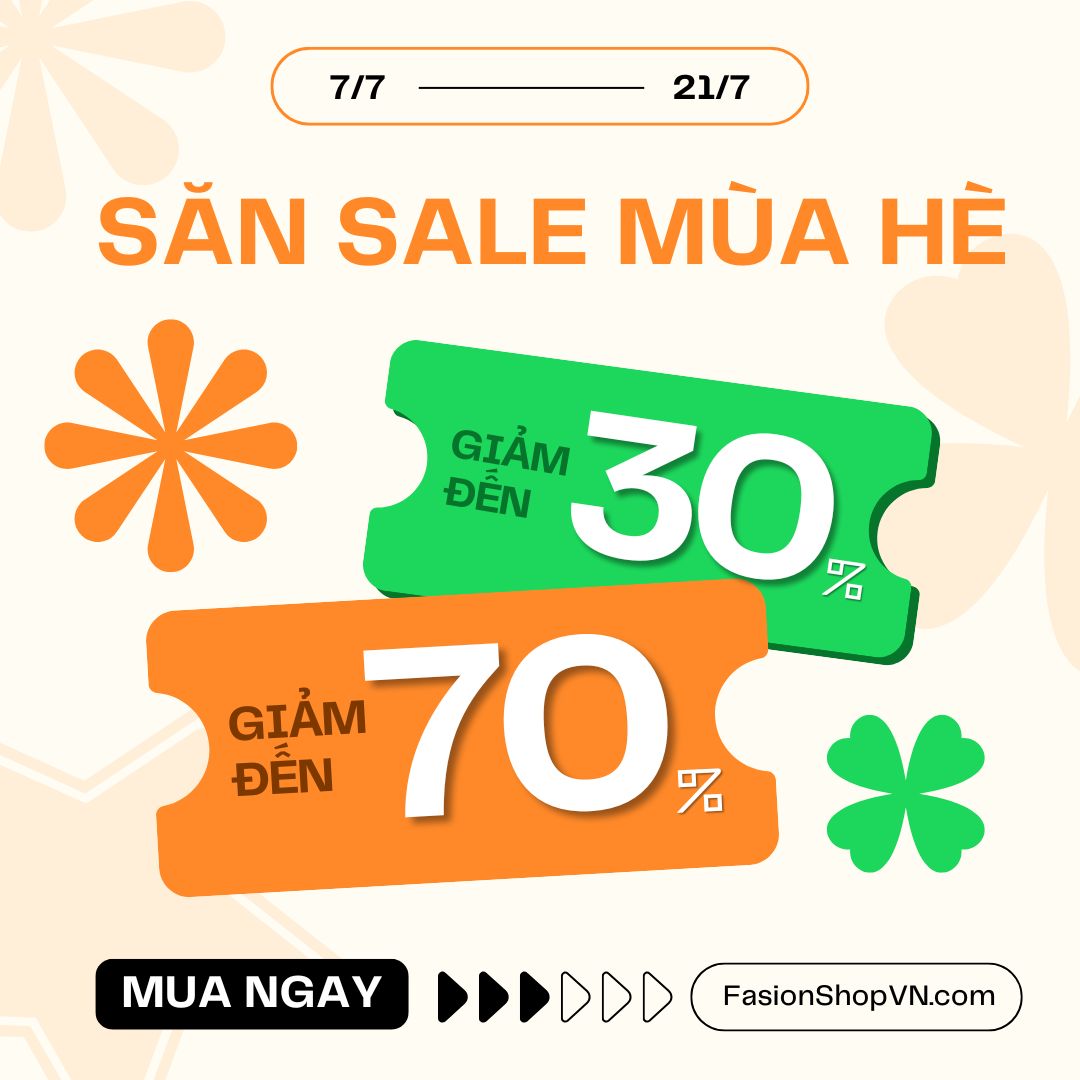 7/7 21/7
SĂN SALE MÙA HÈ
GIẢM
ĐẾN
30%
GIẢM
ĐẾN
70%
MUA NGAY
FasionShopVN.com